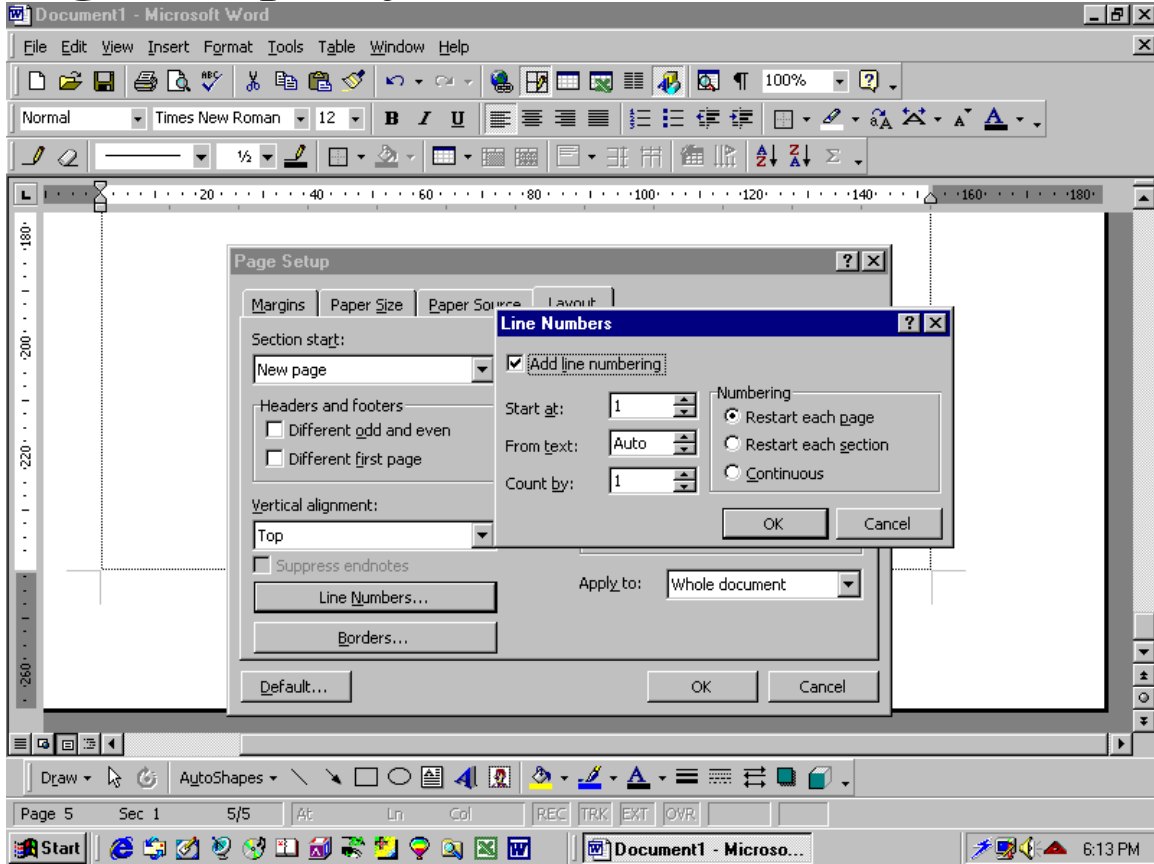 Document1 - Microsoft Word
File Edit View Insert Format Tools Table Window Help
ABC 100%
Normal Times New Roman 12 B I U
½
20 40 60 80 100 120 140 160 180
180
200
220
260
Page Setup
Margins Paper Size Paper Source Layout
Section start:
New page
Headers and footers
Different odd and even
Different first page
Vertical alignment:
Top
Suppress endnotes
Line Numbers...
Borders...
Apply to: Whole document
Default... OK Cancel
Line Numbers
Add line numbering
Start at: 1
From text: Auto
Count by: 1
Numbering
Restart each page
Restart each section
Continuous
OK Cancel
Draw AutoShapes
Page 5 Sec 1 5/5 At Ln Col REC TRK EXT OVR
Start Document1 - Microso... 6:13 PM